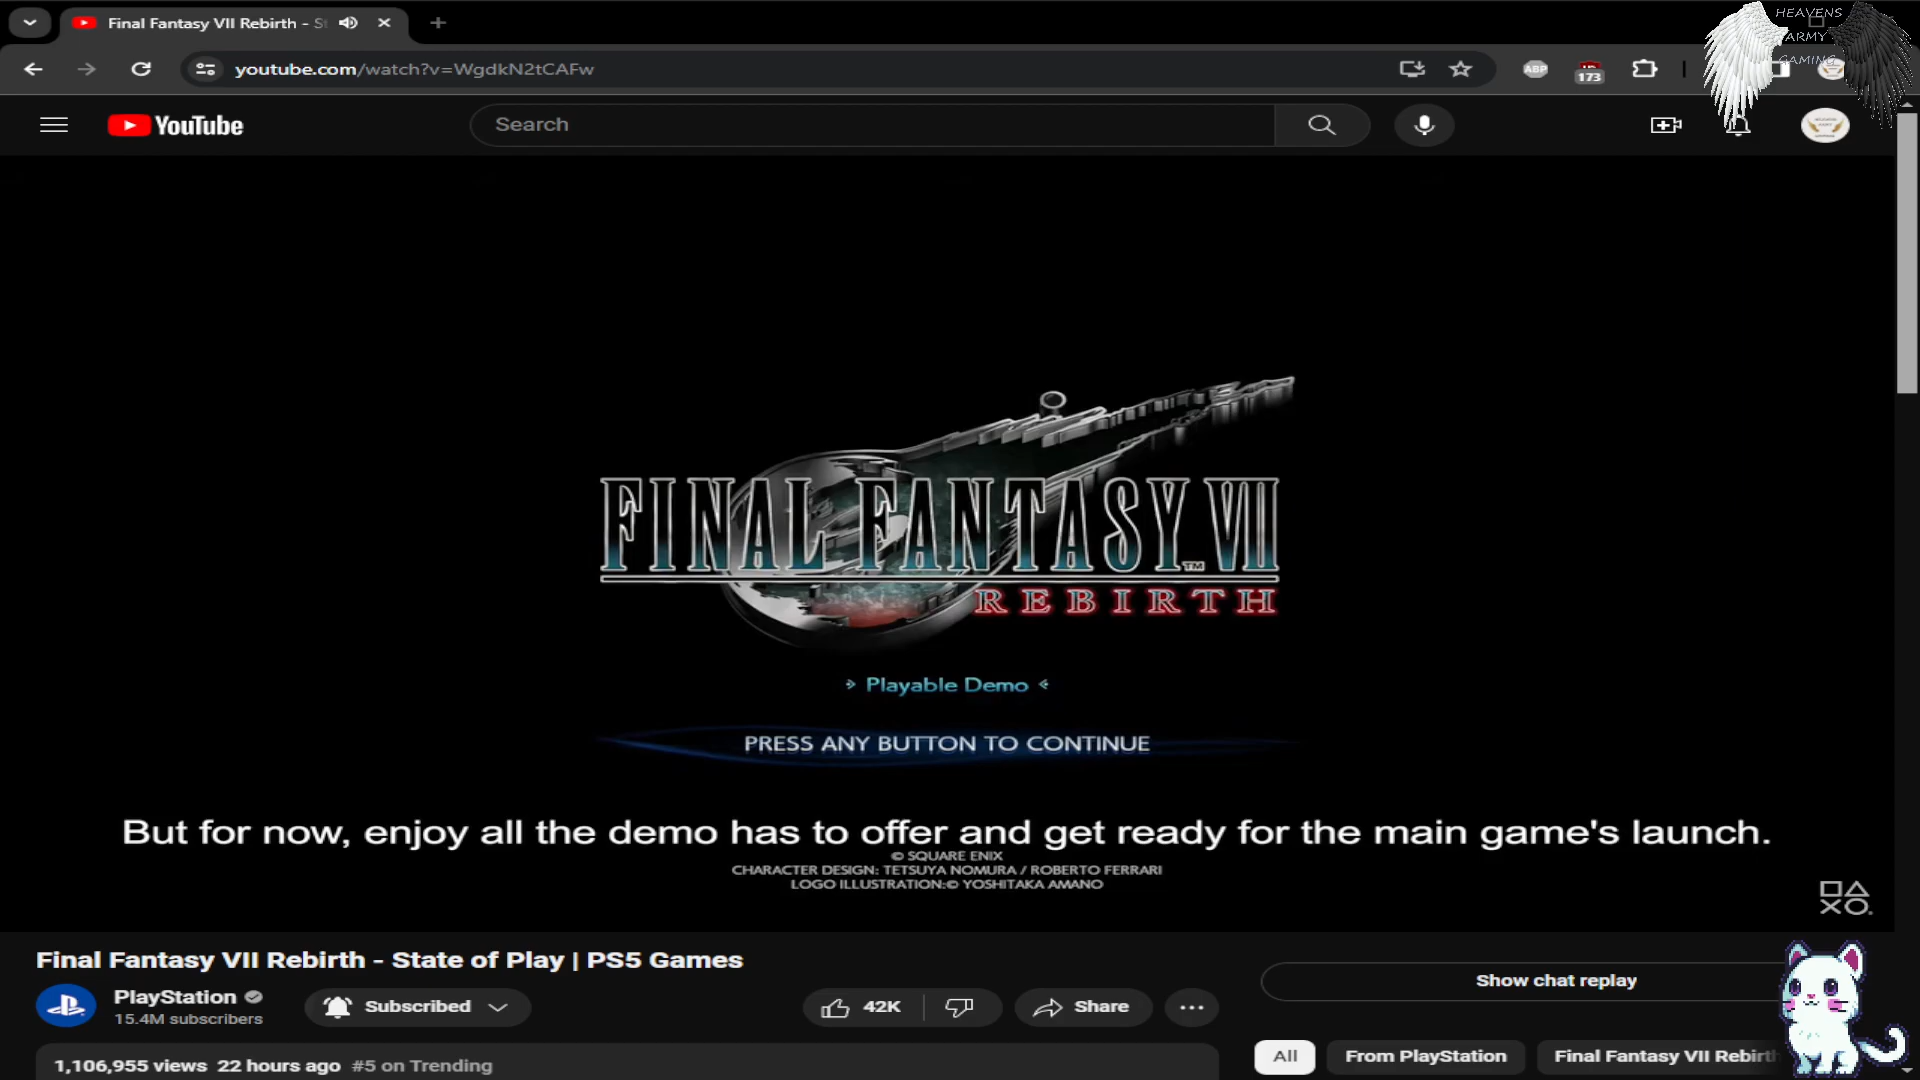 Final Fantasy VII Rebirth - St
HEAVENS
ARMY
GAMING
youtube.com/watch?v=WgdkN2tCAFw
ABP
173
YouTube
Search
FINAL FANTASY VII
TM
REBIRTH
Playable Demo
PRESS ANY BUTTON TO CONTINUE
But for now, enjoy all the demo has to offer and get ready for the main game's launch.
© SQUARE ENIX
CHARACTER DESIGN: TETSUYA NOMURA / ROBERTO FERRARI
LOGO ILLUSTRATION:© YOSHITAKA AMANO
Final Fantasy VII Rebirth - State of Play | PS5 Games
PlayStation
15.4M subscribers
Subscribed
42K
Share
Show chat replay
1,106,955 views 22 hours ago #5 on Trending
All
From PlayStation
Final Fantasy VII Rebirth